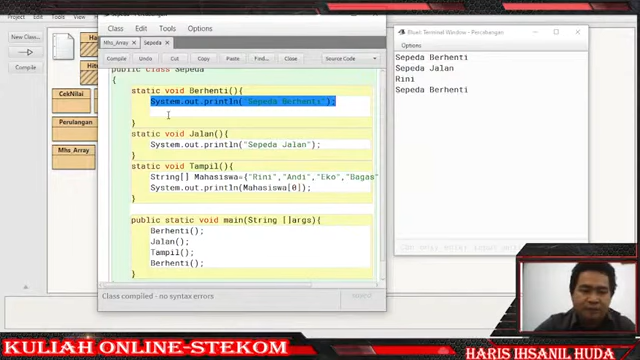 Project Edit Tools
New Class...
Compile
CekNilai
Perulangan
Mhs_Array
Class Edit Tools Options
Mhs_Array × Sepeda ×
Compile Undo Cut Copy Paste Find... Close Source Code
public class Sepeda
{
static void Berhenti(){
System.out.println("Sepeda Berhenti");
}
static void Jalan(){
System.out.println("Sepeda Jalan");
}
static void Tampil(){
String[] Mahasiswa={"Rini","Andi","Eko","Bagas"
System.out.println(Mahasiswa[0]);
}
public static void main(String []args){
Berhenti();
Jalan();
Tampil();
Berhenti();
}
Class compiled - no syntax errors
saved
BlueJ: Terminal Window - Percabangan
Options
Sepeda Berhenti
Sepeda Jalan
Rini
Sepeda Berhenti
KULIAH ONLINE-STEKOM
HARIS IHSANIL HUDA